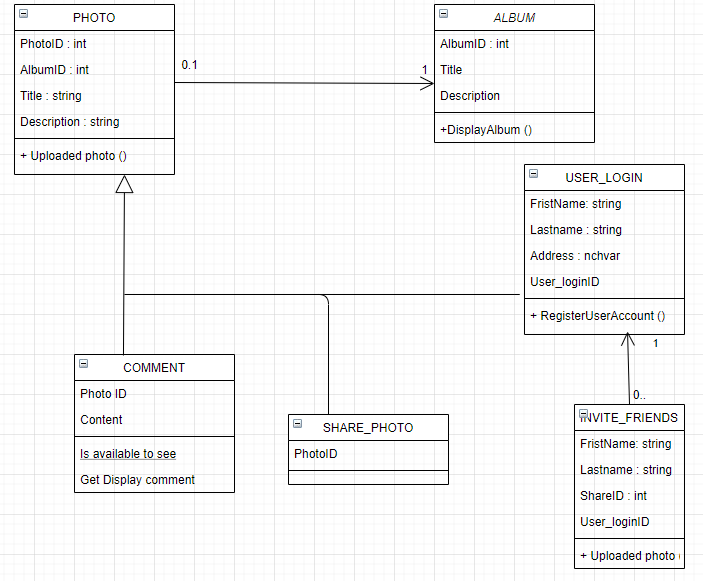 PHOTO
PhotoID : int
AlbumID : int
Title : string
Description : string
+ Uploaded photo ()
0.1
1
ALBUM
AlbumID : int
Title
Description
+DisplayAlbum ()
USER_LOGIN
FristName: string
Lastname : string
Address : nchvar
User_loginID
+ RegisterUserAccount ()
1
0..
COMMENT
Photo ID
Content
Is available to see
Get Display comment
SHARE_PHOTO
PhotoID
INVITE_FRIENDS
FristName: string
Lastname : string
ShareID : int
User_loginID
+ Uploaded photo (